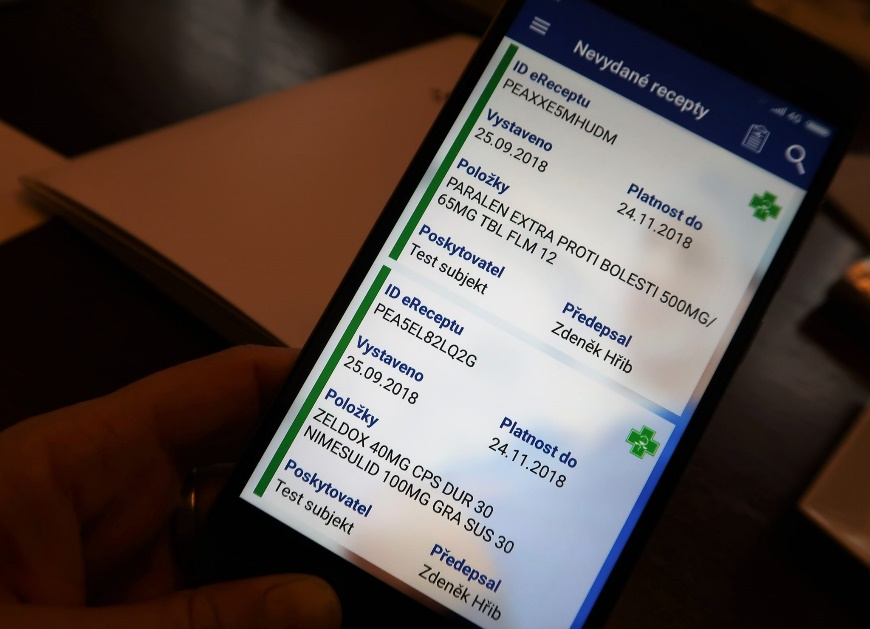 4G
Nevydané recepty
ID eReceptu
PEAXXE5MHUDM
Vystaveno
25.09.2018
Platnost do
24.11.2018
Položky
PARALEN EXTRA PROTI BOLESTI 500MG/
65MG TBL FLM 12
Poskytovatel
Test subjekt
Předepsal
Zdeněk Hřib
ID eReceptu
PEA5EL82LQ2G
Vystaveno
25.09.2018
Platnost do
24.11.2018
Položky
ZELDOX 40MG CPS DUR 30
NIMESULID 100MG GRA SUS 30
Poskytovatel
Test subjekt
Předepsal
Zdeněk Hřib